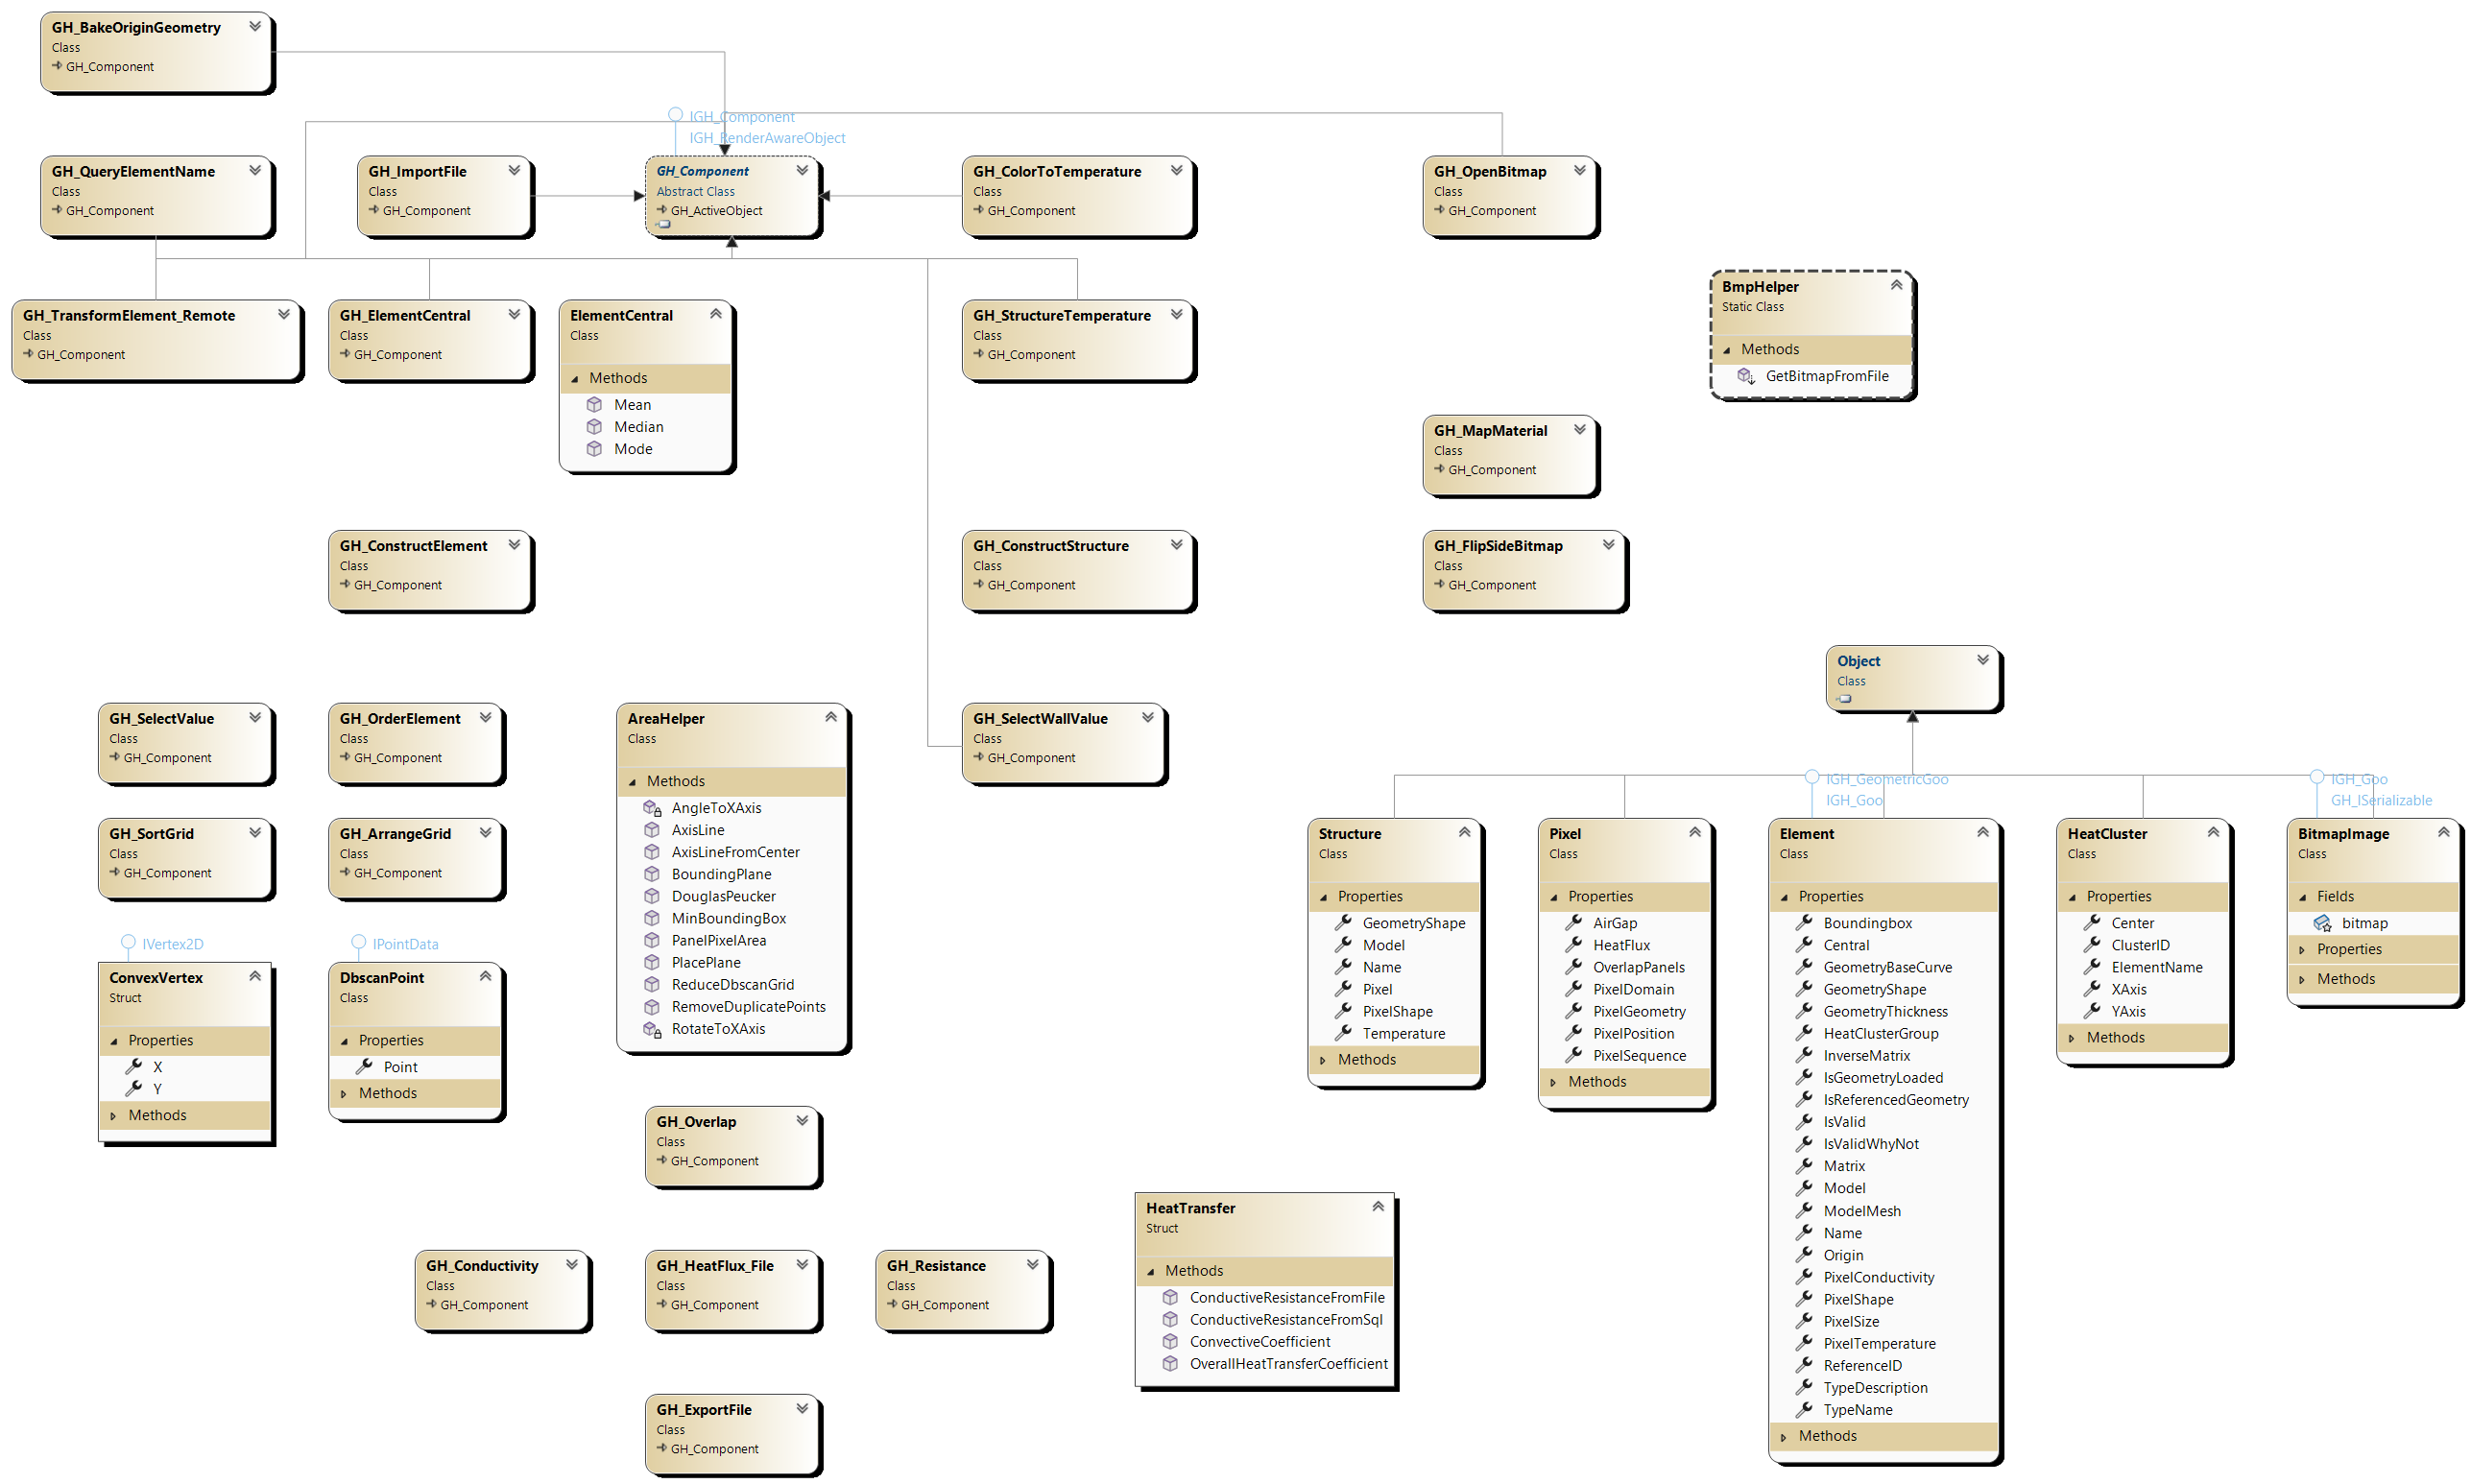 GH_BakeOriginGeometry
Class
GH_Component
IGH_Component
IGH_RenderAwareObject
GH_QueryElementName
Class
GH_Component
GH_ImportFile
Class
GH_Component
GH_Component
Abstract Class
GH_ActiveObject
GH_ColorToTemperature
Class
GH_Component
GH_OpenBitmap
Class
GH_Component
BmpHelper
Static Class
Methods
GetBitmapFromFile
GH_TransformElement_Remote
Class
GH_Component
GH_ElementCentral
Class
GH_Component
ElementCentral
Class
Methods
Mean
Median
Mode
GH_StructureTemperature
Class
GH_Component
GH_MapMaterial
Class
GH_Component
GH_ConstructElement
Class
GH_Component
GH_ConstructStructure
Class
GH_Component
GH_FlipSideBitmap
Class
GH_Component
Object
Class
GH_SelectValue
Class
GH_Component
GH_OrderElement
Class
GH_Component
AreaHelper
Class
Methods
AngleToXAxis
AxisLine
AxisLineFromCenter
BoundingPlane
DouglasPeucker
MinBoundingBox
PanelPixelArea
PlacePlane
ReduceDbscanGrid
RemoveDuplicatePoints
RotateToXAxis
GH_SelectWallValue
Class
GH_Component
GH_SortGrid
Class
GH_Component
GH_ArrangeGrid
Class
GH_Component
IVertex2D
ConvexVertex
Struct
Properties
X
Y
Methods
IPointData
DbscanPoint
Class
Properties
Point
Methods
Structure
Class
Properties
GeometryShape
Model
Name
Pixel
PixelShape
Temperature
Methods
Pixel
Class
Properties
AirGap
HeatFlux
OverlapPanels
PixelDomain
PixelGeometry
PixelPosition
PixelSequence
Methods
IGH_GeometricGoo
IGH_Goo
Element
Class
Properties
Boundingbox
Central
GeometryBaseCurve
GeometryShape
GeometryThickness
HeatClusterGroup
InverseMatrix
IsGeometryLoaded
IsReferencedGeometry
IsValid
IsValidWhyNot
Matrix
Model
ModelMesh
Name
Origin
PixelConductivity
PixelShape
PixelSize
PixelTemperature
ReferenceID
TypeDescription
TypeName
Methods
HeatCluster
Class
Properties
Center
ClusterID
ElementName
XAxis
YAxis
Methods
IGH_Goo
GH_ISerializable
BitmapImage
Class
Fields
bitmap
Properties
Methods
GH_Overlap
Class
GH_Component
HeatTransfer
Struct
Methods
ConductiveResistanceFromFile
ConductiveResistanceFromSql
ConvectiveCoefficient
OverallHeatTransferCoefficient
GH_Conductivity
Class
GH_Component
GH_HeatFlux_File
Class
GH_Component
GH_Resistance
Class
GH_Component
GH_ExportFile
Class
GH_Component